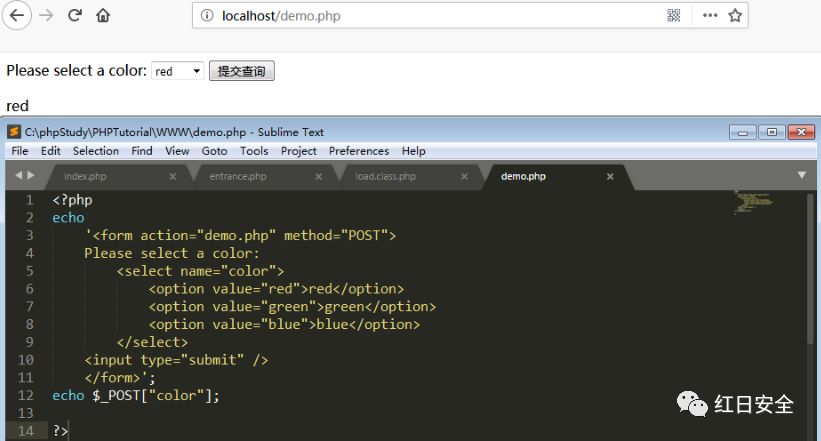 localhost/demo.php
Please select a color: red 提交查询
red
C:\phpStudy\PHPTutorial\WWW\demo.php - Sublime Text
File Edit Selection Find View Goto Tools Project Preferences Help
index.php entrance.php load.class.php demo.php
1 <?php
2 echo
3 '<form action="demo.php" method="POST">
4 Please select a color:
5 <select name="color">
6 <option value="red">red</option>
7 <option value="green">green</option>
8 <option value="blue">blue</option>
9 </select>
10 <input type="submit" />
11 </form>';
12 echo $_POST["color"];
13
14 ?>
红日安全